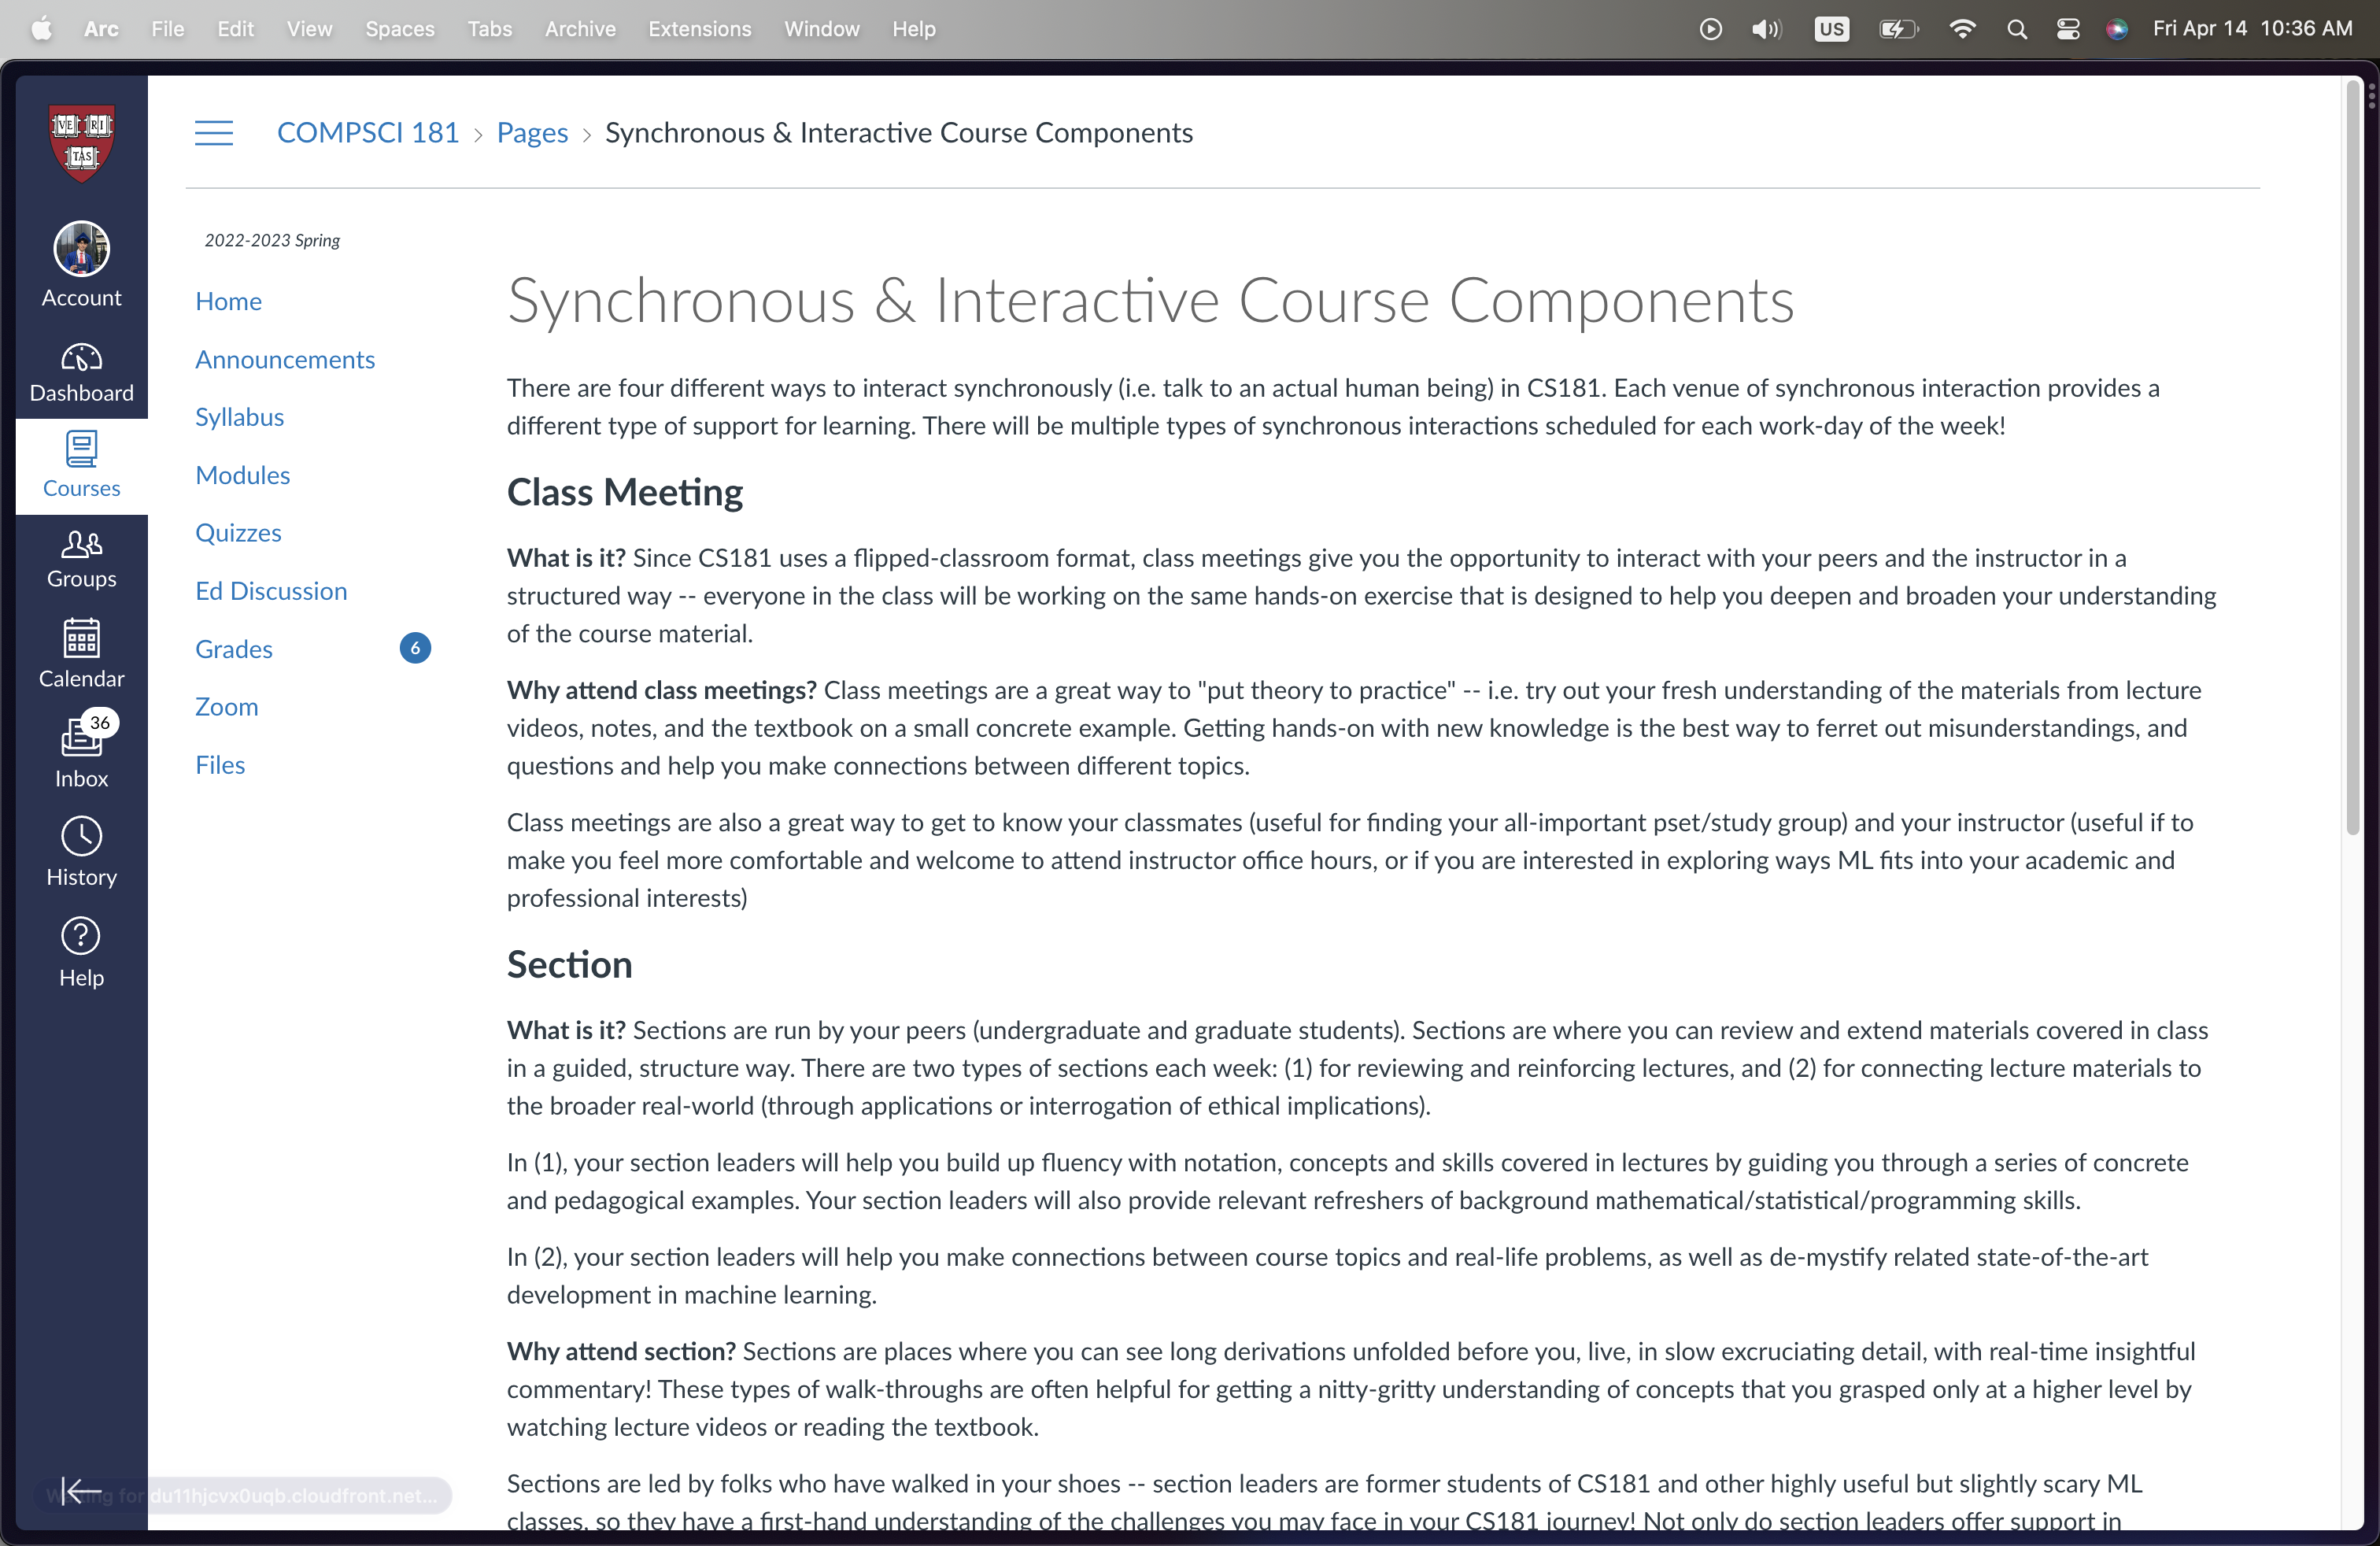 Arc File Edit View Spaces Tabs Archive Extensions Window Help US Fri Apr 14 10:36 AM
VE RI
TAS
COMPSCI 181 > Pages > Synchronous & Interactive Course Components
Account
Dashboard
Courses
Groups
Calendar
36
Inbox
History
Help
2022-2023 Spring
Home
Announcements
Syllabus
Modules
Quizzes
Ed Discussion
Grades 6
Zoom
Files
Synchronous & Interactive Course Components
There are four different ways to interact synchronously (i.e. talk to an actual human being) in CS181. Each venue of synchronous interaction provides a
different type of support for learning. There will be multiple types of synchronous interactions scheduled for each work-day of the week!
Class Meeting
What is it? Since CS181 uses a flipped-classroom format, class meetings give you the opportunity to interact with your peers and the instructor in a
structured way -- everyone in the class will be working on the same hands-on exercise that is designed to help you deepen and broaden your understanding
of the course material.
Why attend class meetings? Class meetings are a great way to "put theory to practice" -- i.e. try out your fresh understanding of the materials from lecture
videos, notes, and the textbook on a small concrete example. Getting hands-on with new knowledge is the best way to ferret out misunderstandings, and
questions and help you make connections between different topics.
Class meetings are also a great way to get to know your classmates (useful for finding your all-important pset/study group) and your instructor (useful if to
make you feel more comfortable and welcome to attend instructor office hours, or if you are interested in exploring ways ML fits into your academic and
professional interests)
Section
What is it? Sections are run by your peers (undergraduate and graduate students). Sections are where you can review and extend materials covered in class
in a guided, structure way. There are two types of sections each week: (1) for reviewing and reinforcing lectures, and (2) for connecting lecture materials to
the broader real-world (through applications or interrogation of ethical implications).
In (1), your section leaders will help you build up fluency with notation, concepts and skills covered in lectures by guiding you through a series of concrete
and pedagogical examples. Your section leaders will also provide relevant refreshers of background mathematical/statistical/programming skills.
In (2), your section leaders will help you make connections between course topics and real-life problems, as well as de-mystify related state-of-the-art
development in machine learning.
Why attend section? Sections are places where you can see long derivations unfolded before you, live, in slow excruciating detail, with real-time insightful
commentary! These types of walk-throughs are often helpful for getting a nitty-gritty understanding of concepts that you grasped only at a higher level by
watching lecture videos or reading the textbook.
Sections are led by folks who have walked in your shoes -- section leaders are former students of CS181 and other highly useful but slightly scary ML
classes, so they have a first-hand understanding of the challenges you may face in your CS181 journey! Not only do section leaders offer support in
for du11hjcvx0uqb.cloudfront.net...